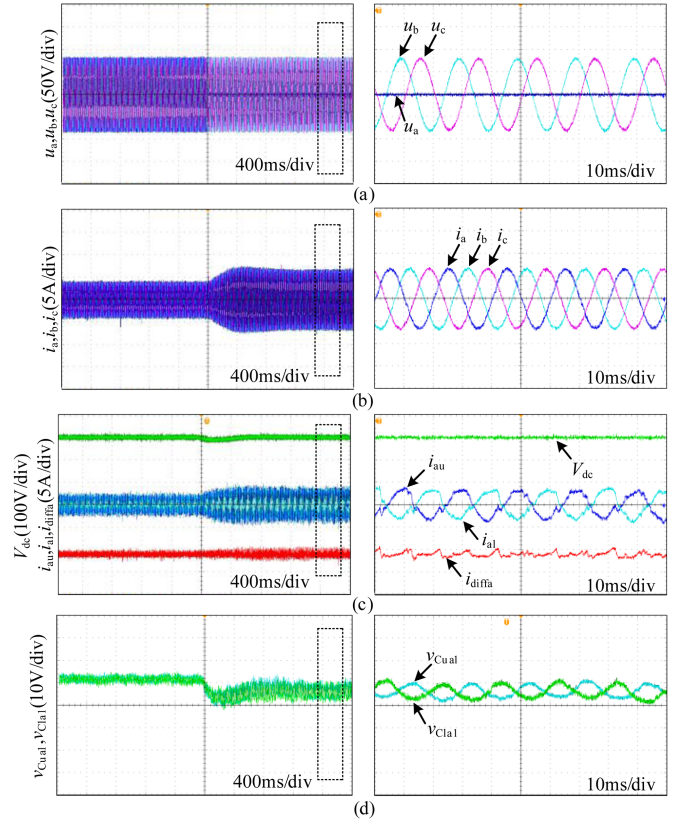 u_a,u_b,u_c(50V/div)
400ms/div
u_b
u_c
u_a
10ms/div
(a)
i_a,i_b,i_c(5A/div)
400ms/div
i_a
i_b
i_c
10ms/div
(b)
V_dc(100V/div)
i_au,i_al,i_diffa(5A/div)
400ms/div
V_dc
i_au
i_al
i_diffa
10ms/div
(c)
v_Cua1,v_Cla1(10V/div)
400ms/div
v_Cua1
v_Cla1
10ms/div
(d)